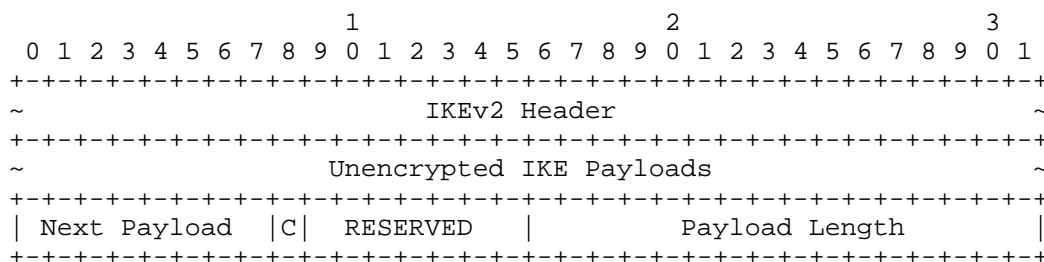 1                   2                   3
 0 1 2 3 4 5 6 7 8 9 0 1 2 3 4 5 6 7 8 9 0 1 2 3 4 5 6 7 8 9 0 1
+-+-+-+-+-+-+-+-+-+-+-+-+-+-+-+-+-+-+-+-+-+-+-+-+-+-+-+-+-+-+-+-+
~                          IKEv2 Header                          ~
+-+-+-+-+-+-+-+-+-+-+-+-+-+-+-+-+-+-+-+-+-+-+-+-+-+-+-+-+-+-+-+-+
~                    Unencrypted IKE Payloads                    ~
+-+-+-+-+-+-+-+-+-+-+-+-+-+-+-+-+-+-+-+-+-+-+-+-+-+-+-+-+-+-+-+-+
| Next Payload  |C|  RESERVED   |         Payload Length        |
+-+-+-+-+-+-+-+-+-+-+-+-+-+-+-+-+-+-+-+-+-+-+-+-+-+-+-+-+-+-+-+-+